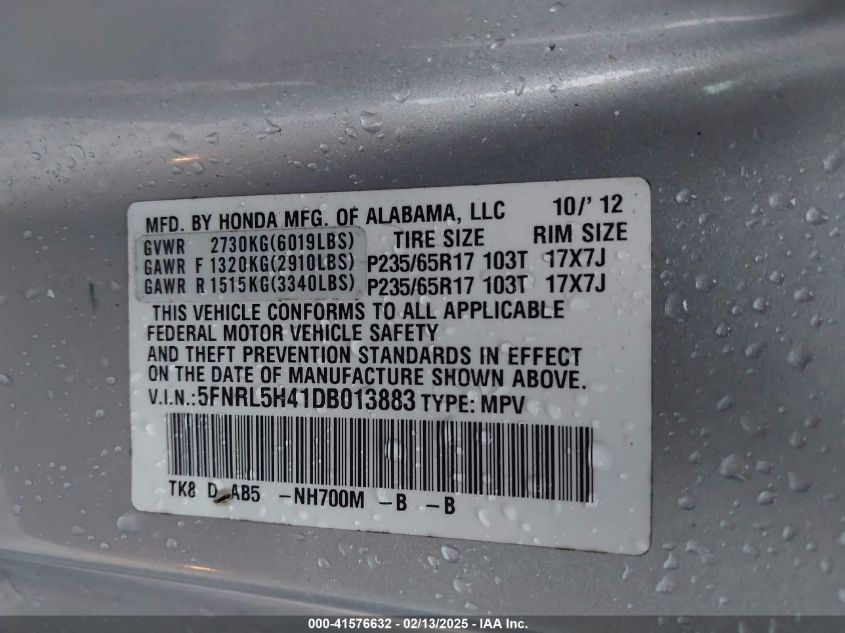 MFD. BY HONDA MFG. OF ALABAMA, LLC 10/' 12
GVWR 2730KG(6019LBS) TIRE SIZE RIM SIZE
GAWR F 1320KG(2910LBS) P235/65R17 103T 17X7J
GAWR R 1515KG(3340LBS) P235/65R17 103T 17X7J
THIS VEHICLE CONFORMS TO ALL APPLICABLE
FEDERAL MOTOR VEHICLE SAFETY
AND THEFT PREVENTION STANDARDS IN EFFECT
ON THE DATE OF MANUFACTURE SHOWN ABOVE.
V.I.N.:5FNRL5H41DB013883 TYPE: MPV
TK8 D AB5 -NH700M -B -B
000-41576632 - 02/13/2025 - IAA Inc.